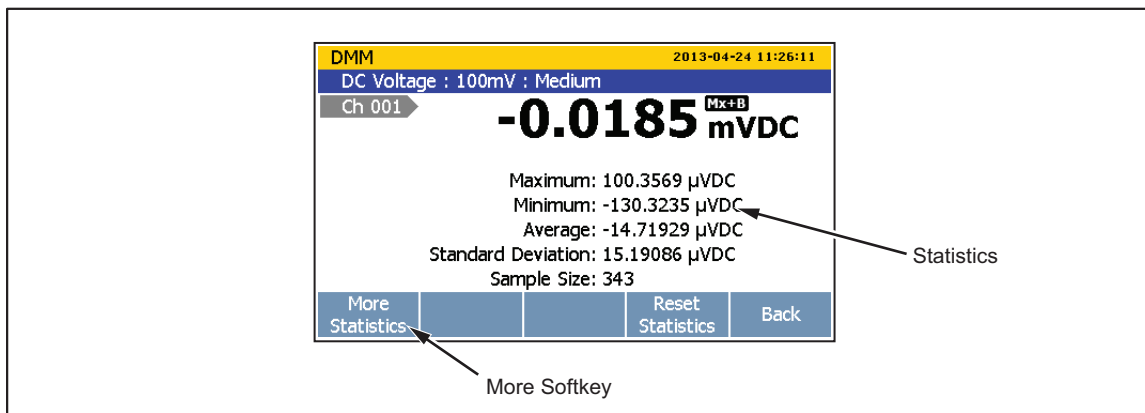 DMM 2013-04-24 11:26:11
DC Voltage : 100mV : Medium
Ch 001
-0.0185 Mx+B mVDC
Maximum: 100.3569 µVDC
Minimum: -130.3235 µVDC
Average: -14.71929 µVDC
Standard Deviation: 15.19086 µVDC
Sample Size: 343
Statistics
More Statistics
Reset Statistics
Back
More Softkey